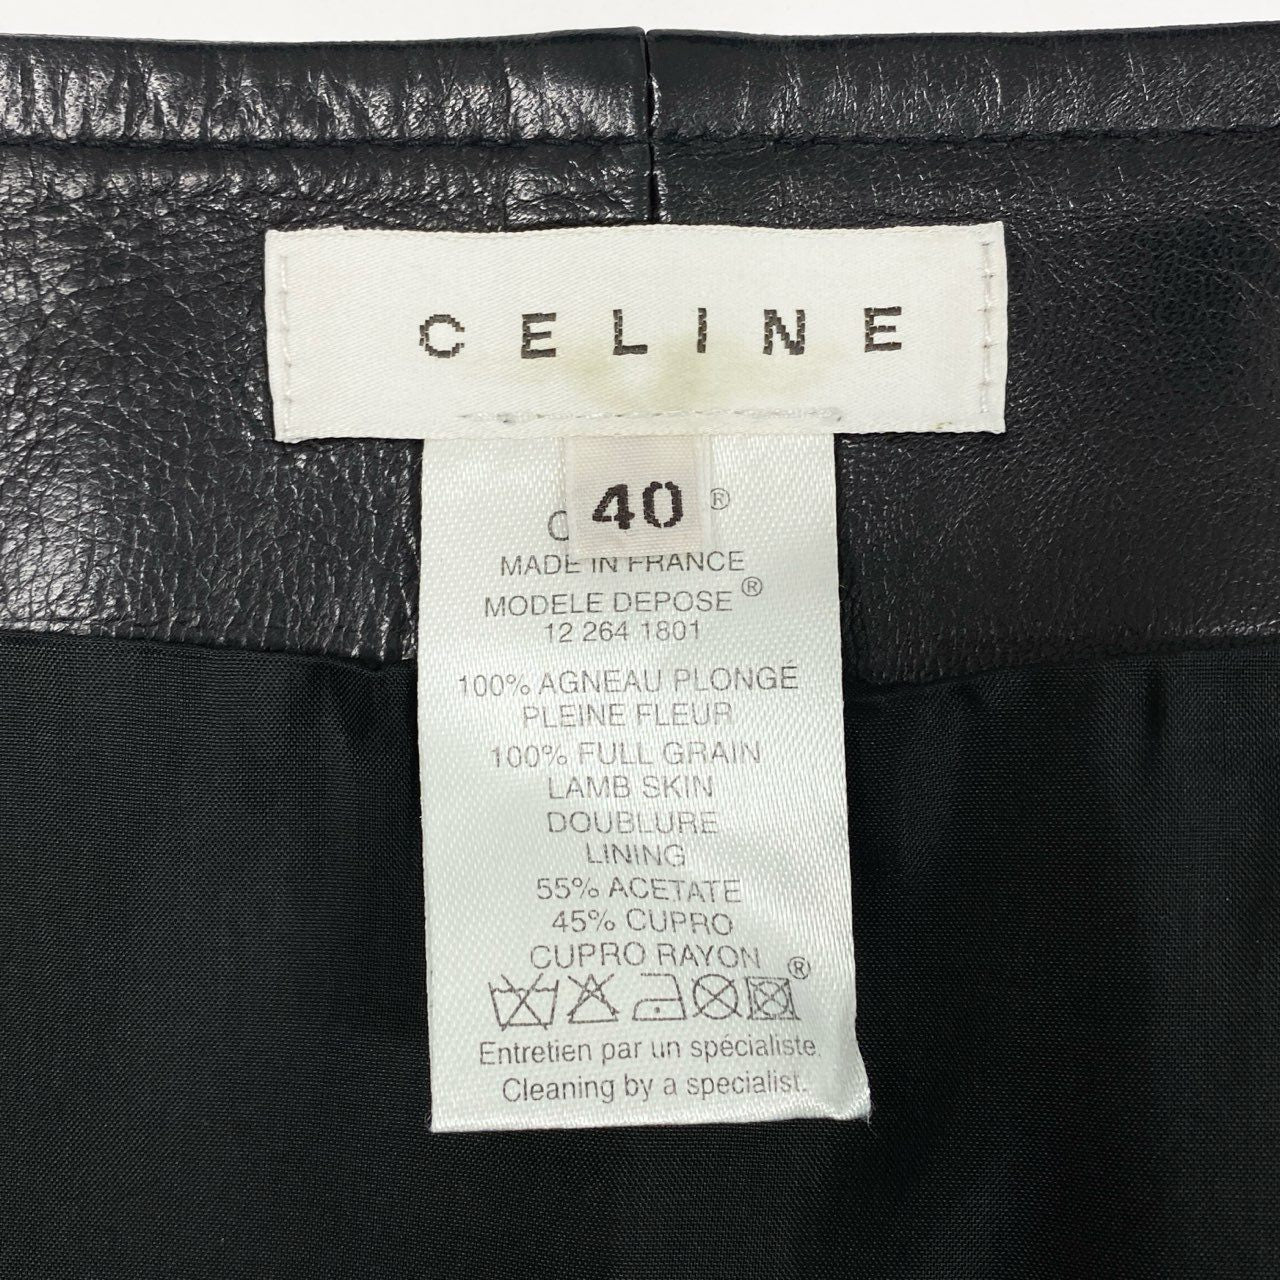 CELINE
40 ®
MADE IN FRANCE
MODELE DEPOSE ®
12 264 1801
100% AGNEAU PLONGÉ
PLEINE FLEUR
100% FULL GRAIN
LAMB SKIN
DOUBLURE
LINING
55% ACETATE
45% CUPRO
CUPRO RAYON
®
Entretien par un spécialiste.
Cleaning by a specialist.